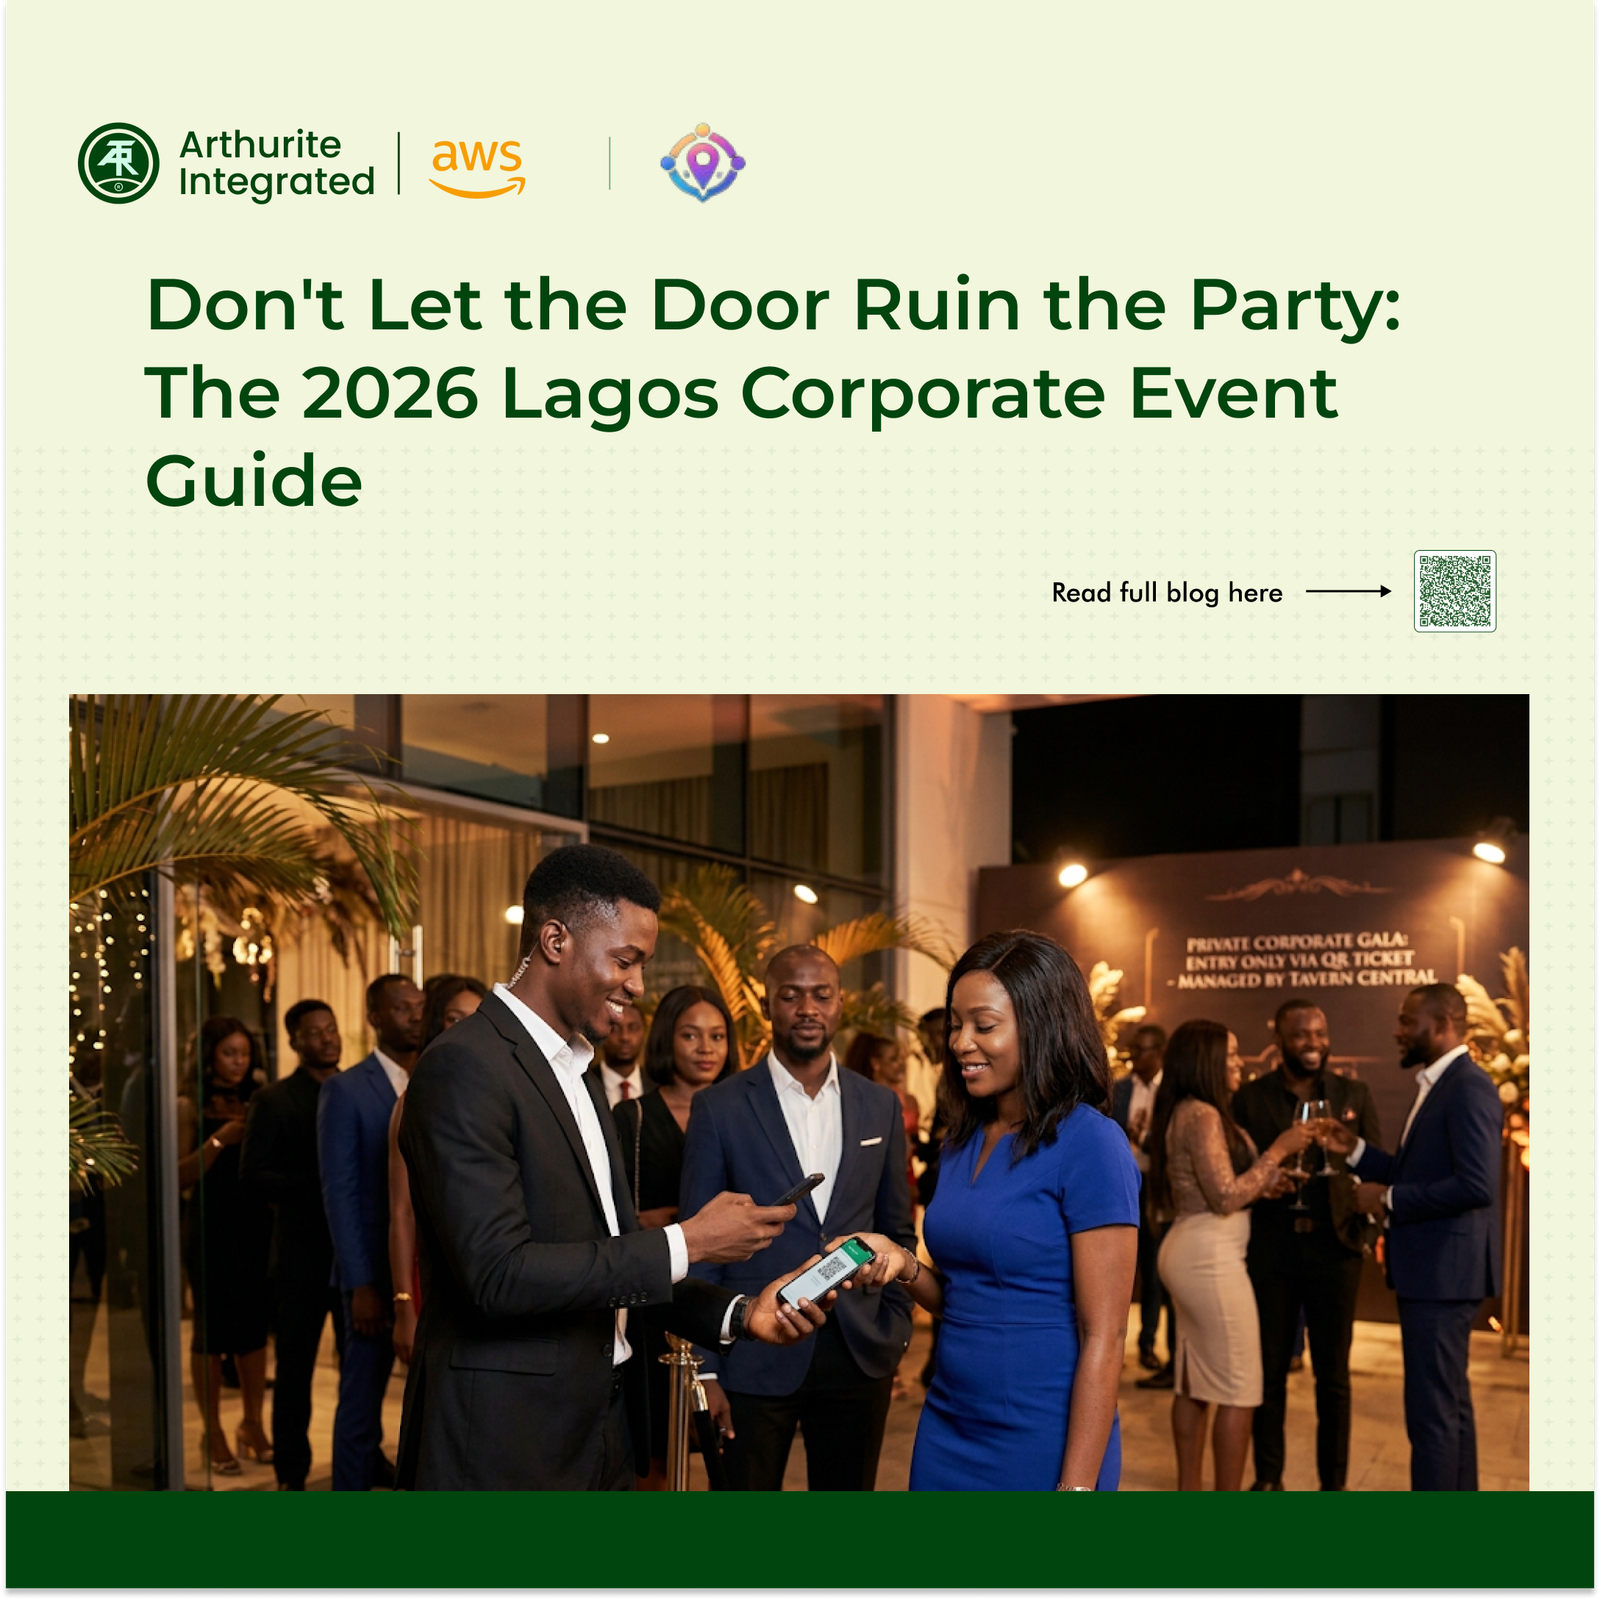 Arthurite
Integrated
aws
Don't Let the Door Ruin the Party:
The 2026 Lagos Corporate Event
Guide
Read full blog here
PRIVATE CORPORATE GALA:
ENTRY ONLY VIA QR TICKET
- MANAGED BY TAVERN CENTRAL